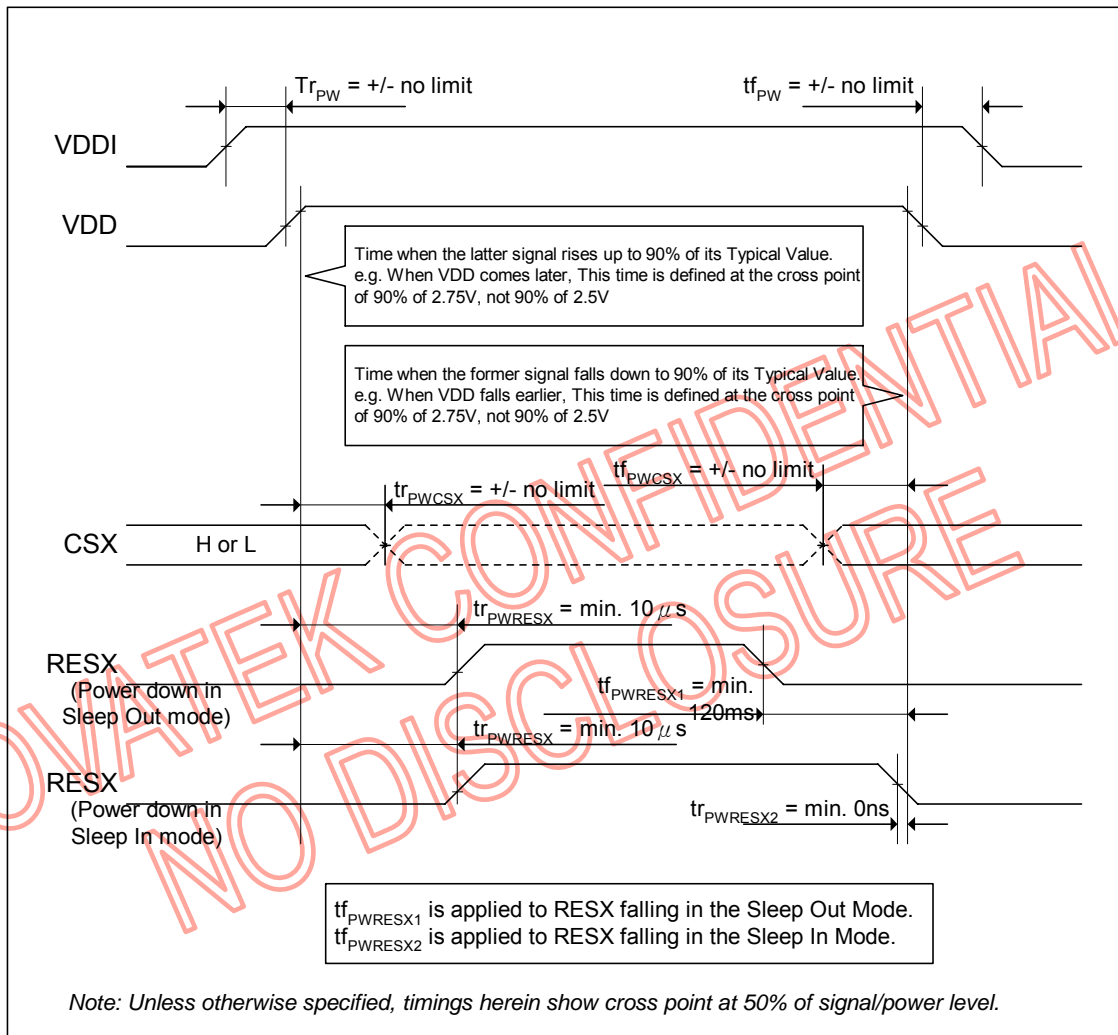 Tr_PW = +/- no limit
tf_PW = +/- no limit
VDDI
VDD
Time when the latter signal rises up to 90% of its Typical Value.
e.g. When VDD comes later, This time is defined at the cross point
of 90% of 2.75V, not 90% of 2.5V
Time when the former signal falls down to 90% of its Typical Value.
e.g. When VDD falls earlier, This time is defined at the cross point
of 90% of 2.75V, not 90% of 2.5V
tf_PWCSX = +/- no limit
tr_PWCSX = +/- no limit
CSX
H or L
tr_PWRESX = min. 10 μ s
RESX
(Power down in
Sleep Out mode)
tf_PWRESX1 = min.
120ms
tr_PWRESX = min. 10 μ s
RESX
(Power down in
Sleep In mode)
tr_PWRESX2 = min. 0ns
tf_PWRESX1 is applied to RESX falling in the Sleep Out Mode.
tf_PWRESX2 is applied to RESX falling in the Sleep In Mode.
Note: Unless otherwise specified, timings herein show cross point at 50% of signal/power level.
OVATEK CONFIDENTIAL
NO DISCLOSURE